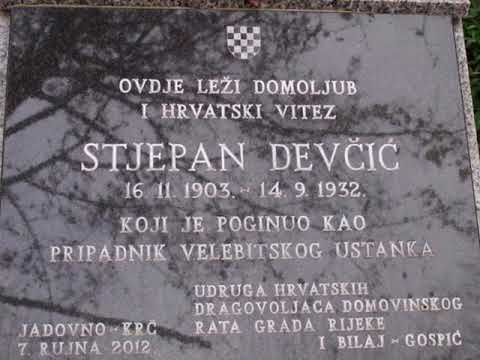 OVDJE LEŽI DOMOLJUB
I HRVATSKI VITEZ
STJEPAN DEVČIĆ
16. 11. 1903. ~ 14. 9. 1932.
KOJI JE POGINUO KAO
PRIPADNIK VELEBITSKOG USTANKA
UDRUGA HRVATSKIH
DRAGOVOLJACA DOMOVINSKOG
RATA GRADA RIJEKE
I BILAJ ~ GOSPIĆ
JADOVNO ~ KRČ
7. RUJNA 2012.